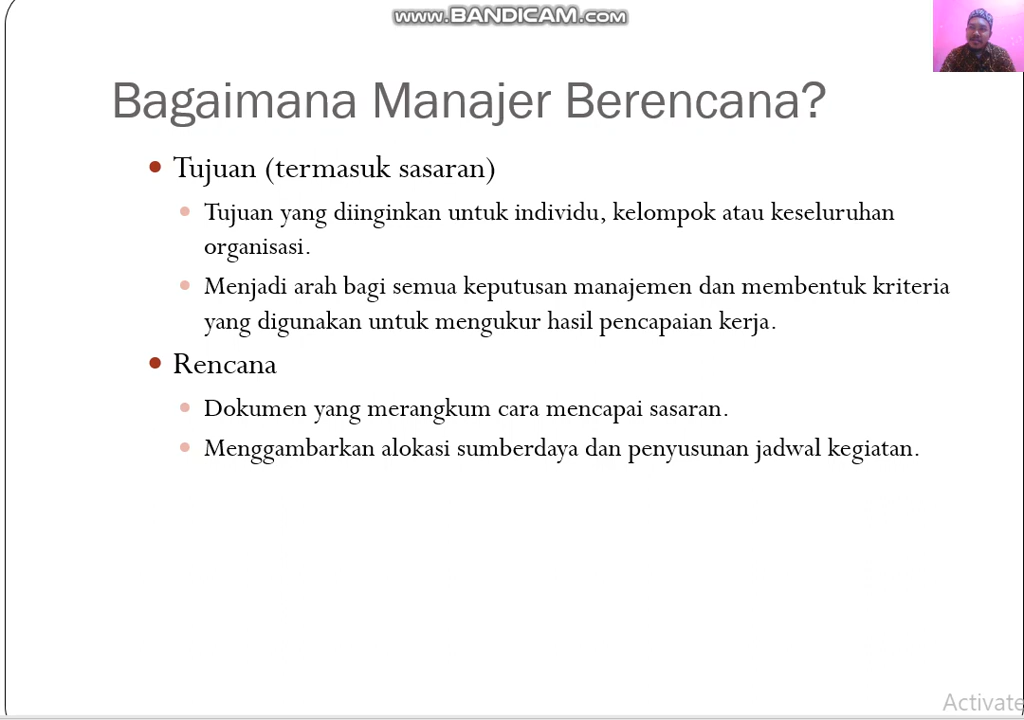 www.BANDICAM.com
Bagaimana Manajer Berencana?
Tujuan (termasuk sasaran)
Tujuan yang diinginkan untuk individu, kelompok atau keseluruhan
organisasi.
Menjadi arah bagi semua keputusan manajemen dan membentuk kriteria
yang digunakan untuk mengukur hasil pencapaian kerja.
Rencana
Dokumen yang merangkum cara mencapai sasaran.
Menggambarkan alokasi sumberdaya dan penyusunan jadwal kegiatan.
Activate